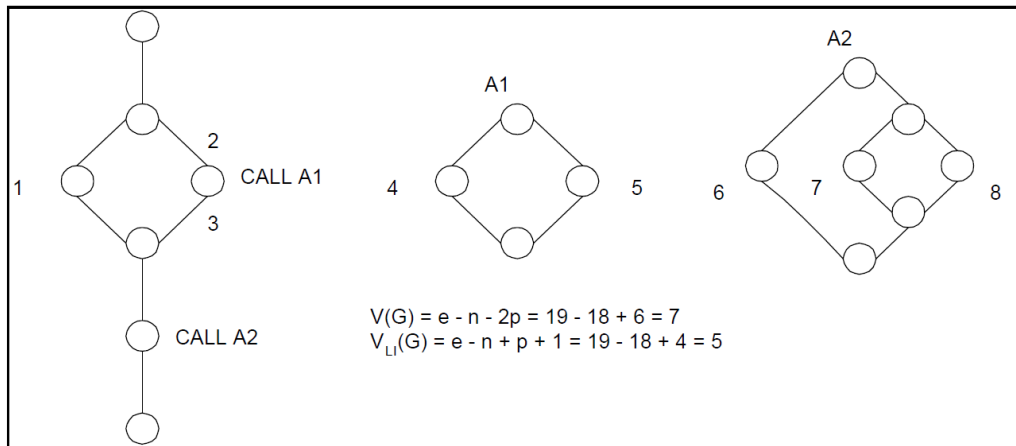 A2
A1
2
CALL A1
1
4
5
6
7
8
3
V(G) = e - n - 2p = 19 - 18 + 6 = 7
CALL A2
V_LI(G) = e - n + p + 1 = 19 - 18 + 4 = 5